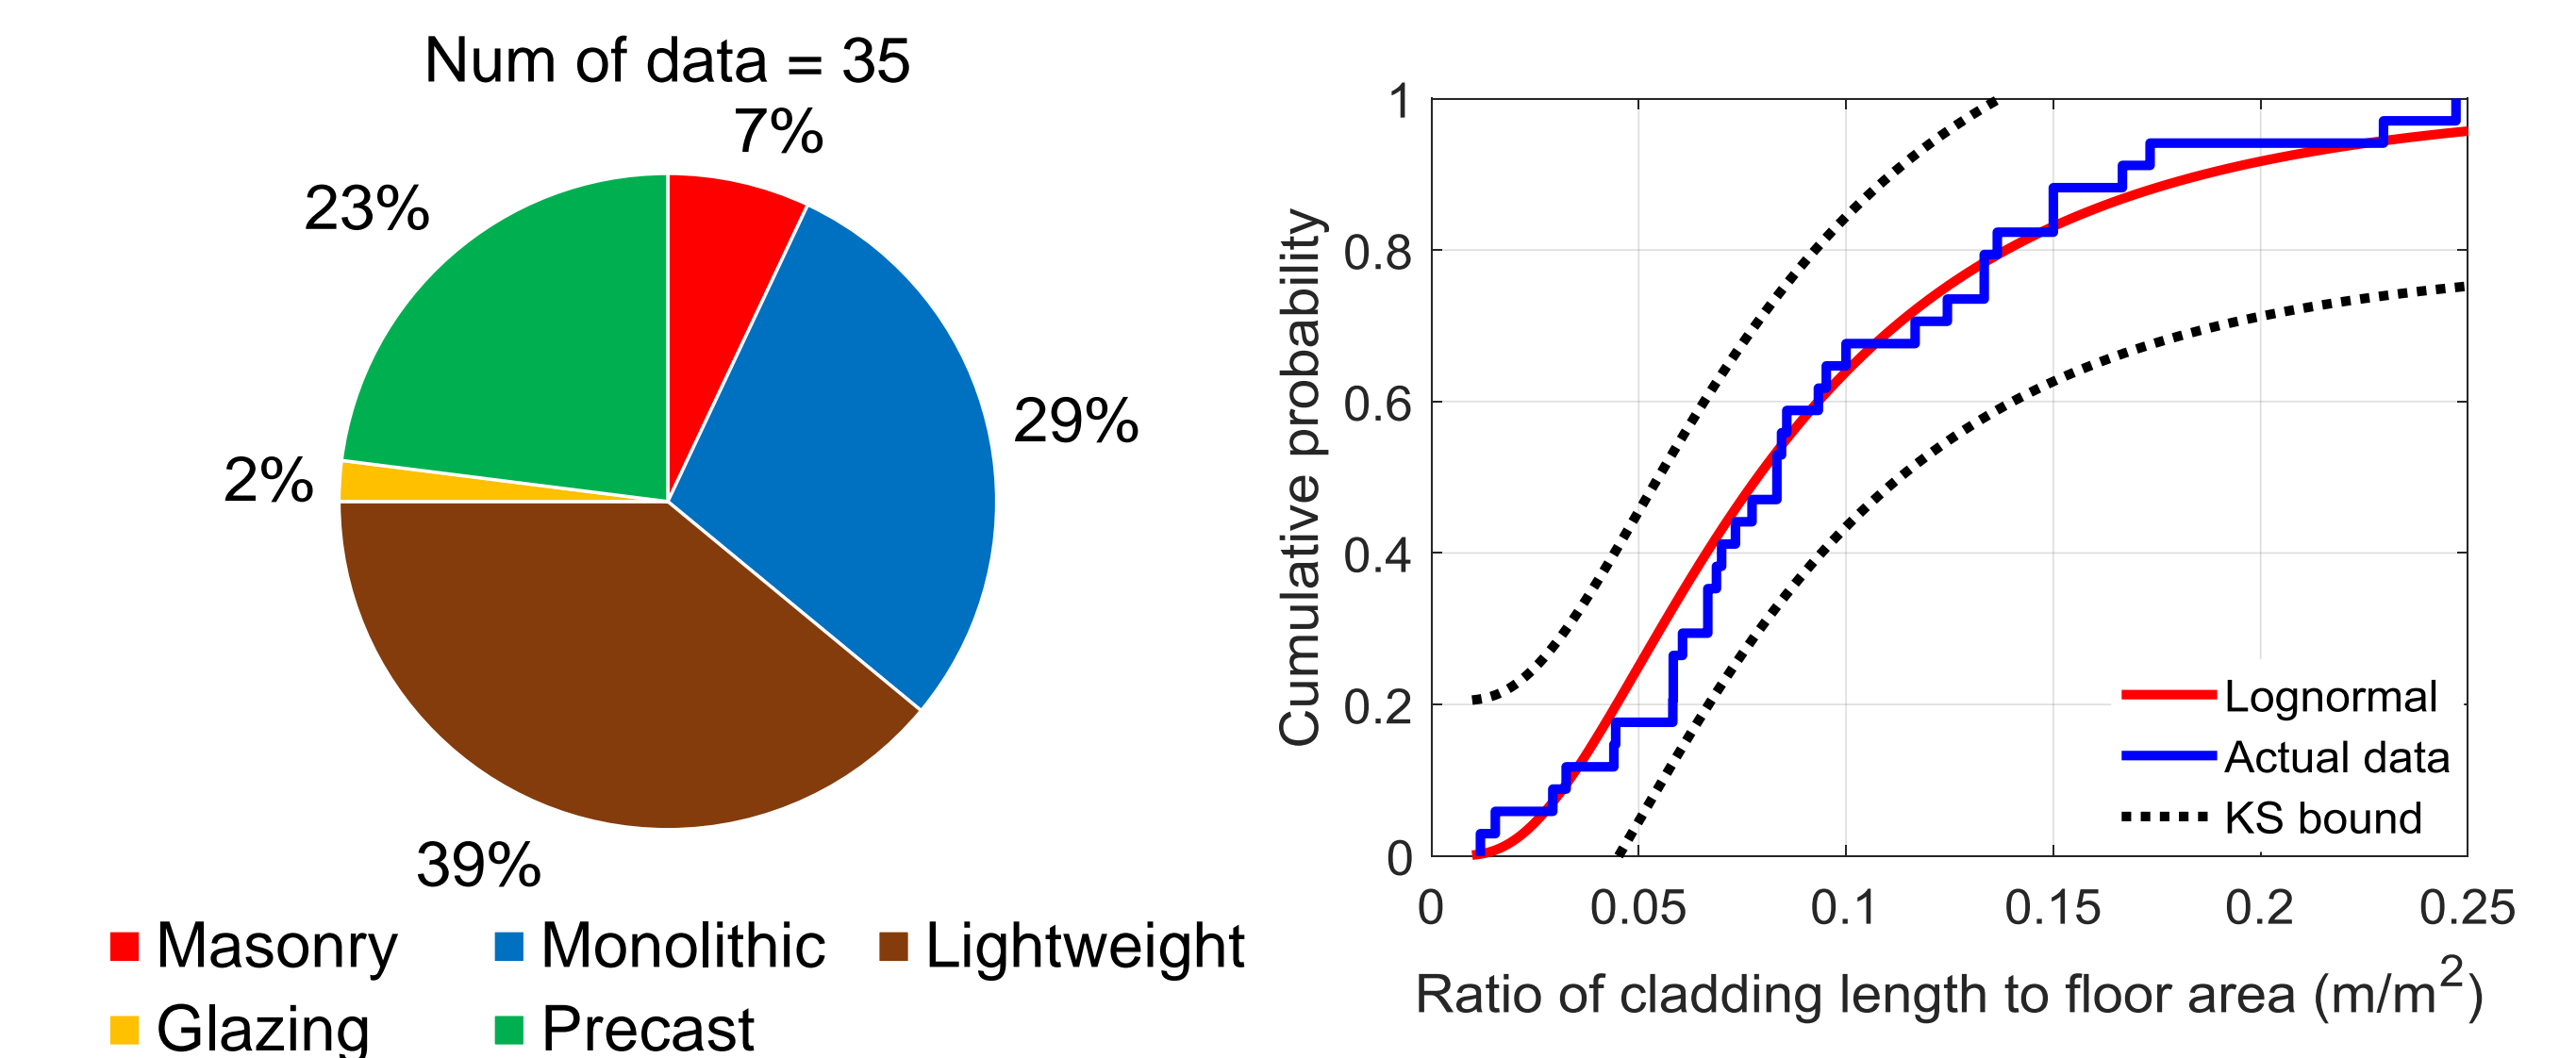 Num of data = 35
7%
23%
29%
2%
39%
Masonry
Monolithic
Lightweight
Glazing
Precast
Cumulative probability
1
0.8
0.6
0.4
0.2
0
0 0.05 0.1 0.15 0.2 0.25
Ratio of cladding length to floor area (m/m²)
Lognormal
Actual data
KS bound